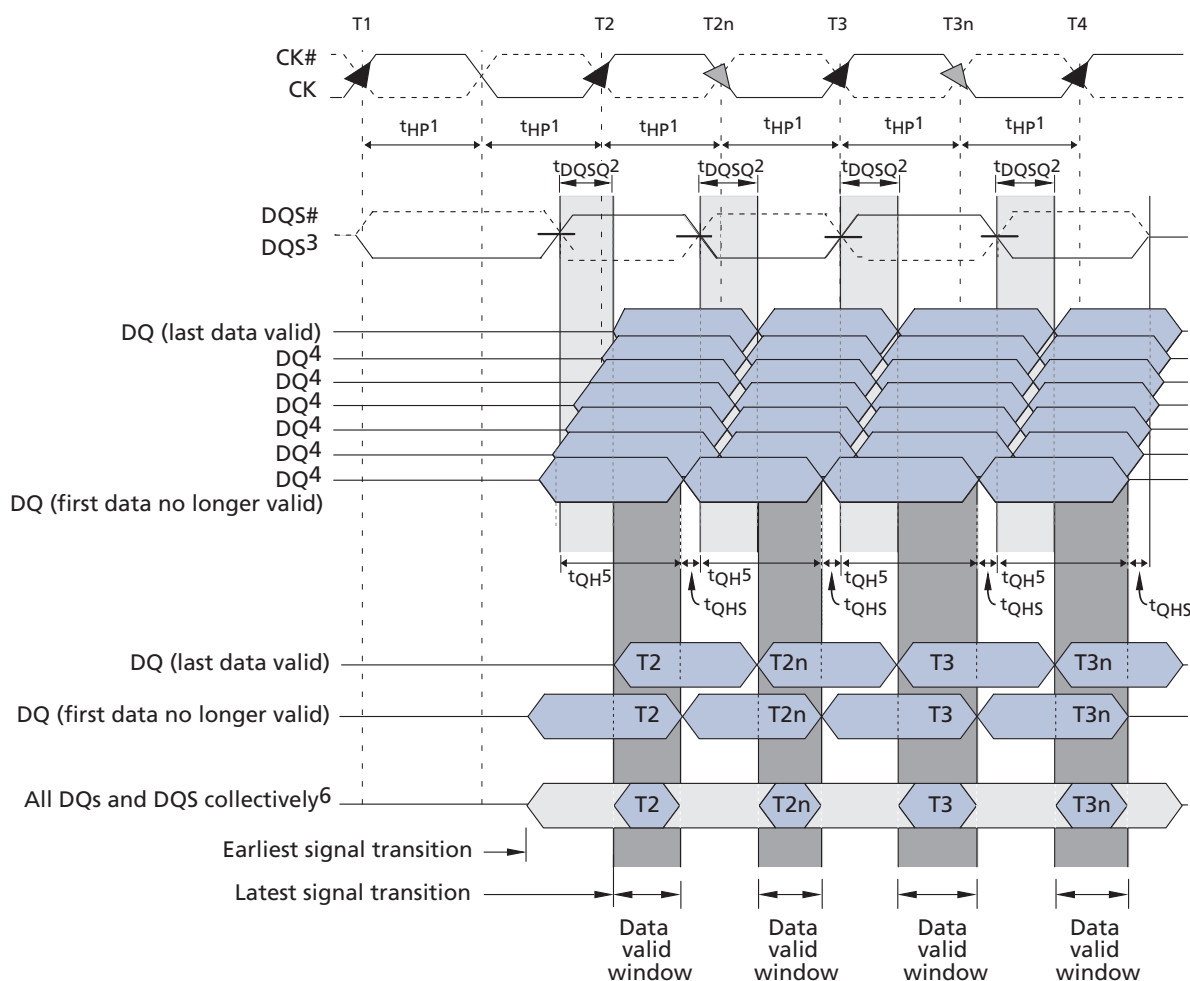 T1 T2 T2n T3 T3n T4
CK#
CK
tHP1 tHP1 tHP1 tHP1 tHP1 tHP1
tDQSQ2 tDQSQ2 tDQSQ2 tDQSQ2
DQS#
DQS3
DQ (last data valid)
DQ4
DQ4
DQ4
DQ4
DQ4
DQ4
DQ (first data no longer valid)
tQH5 tQH5 tQH5 tQH5
tQHS tQHS tQHS tQHS
DQ (last data valid) T2 T2n T3 T3n
DQ (first data no longer valid) T2 T2n T3 T3n
All DQs and DQS collectively6 T2 T2n T3 T3n
Earliest signal transition
Latest signal transition
Data valid window
Data valid window
Data valid window
Data valid window